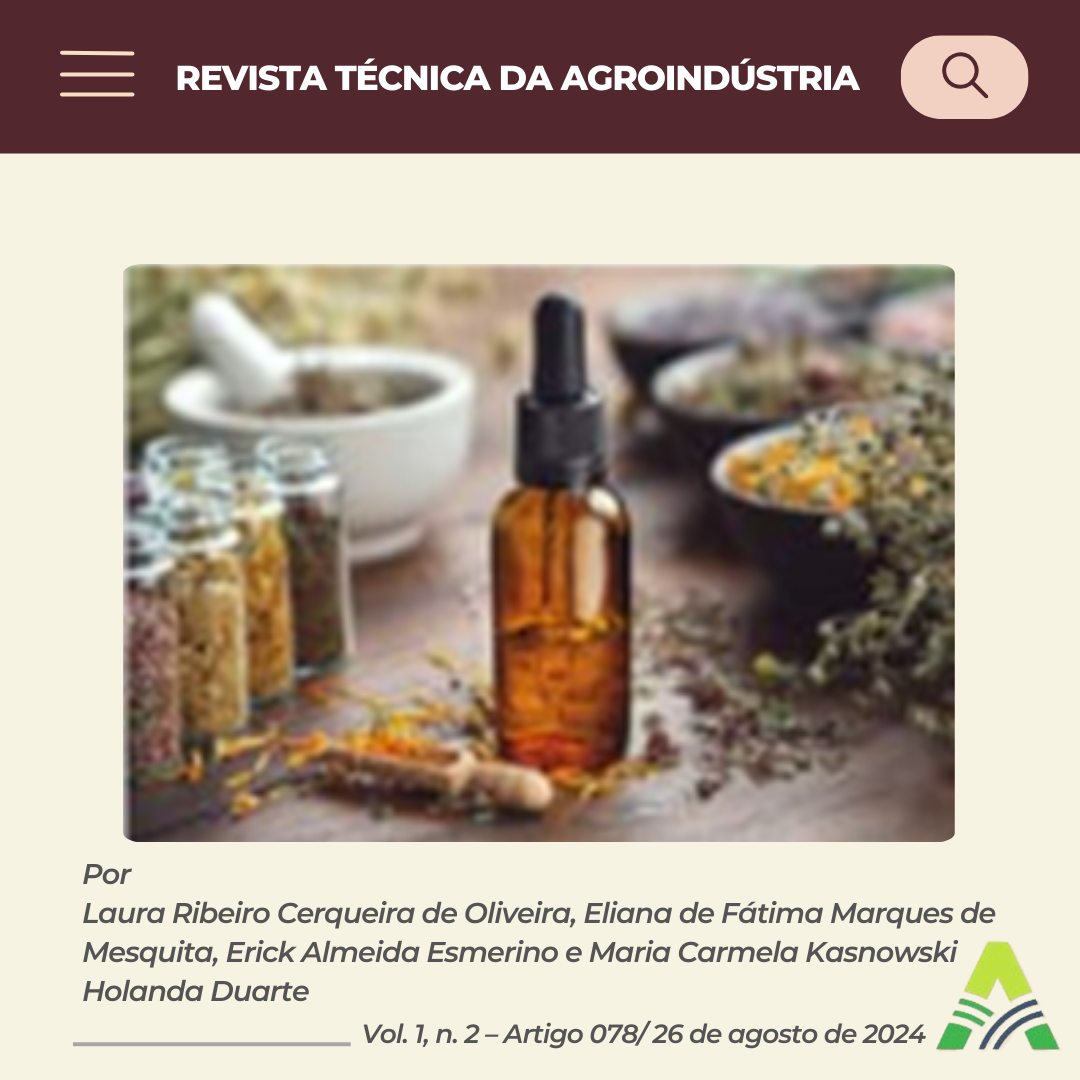 REVISTA TÉCNICA DA AGROINDÚSTRIA
Por
Laura Ribeiro Cerqueira de Oliveira, Eliana de Fátima Marques de
Mesquita, Erick Almeida Esmerino e Maria Carmela Kasnowski
Holanda Duarte
Vol. 1, n. 2 – Artigo 078/ 26 de agosto de 2024